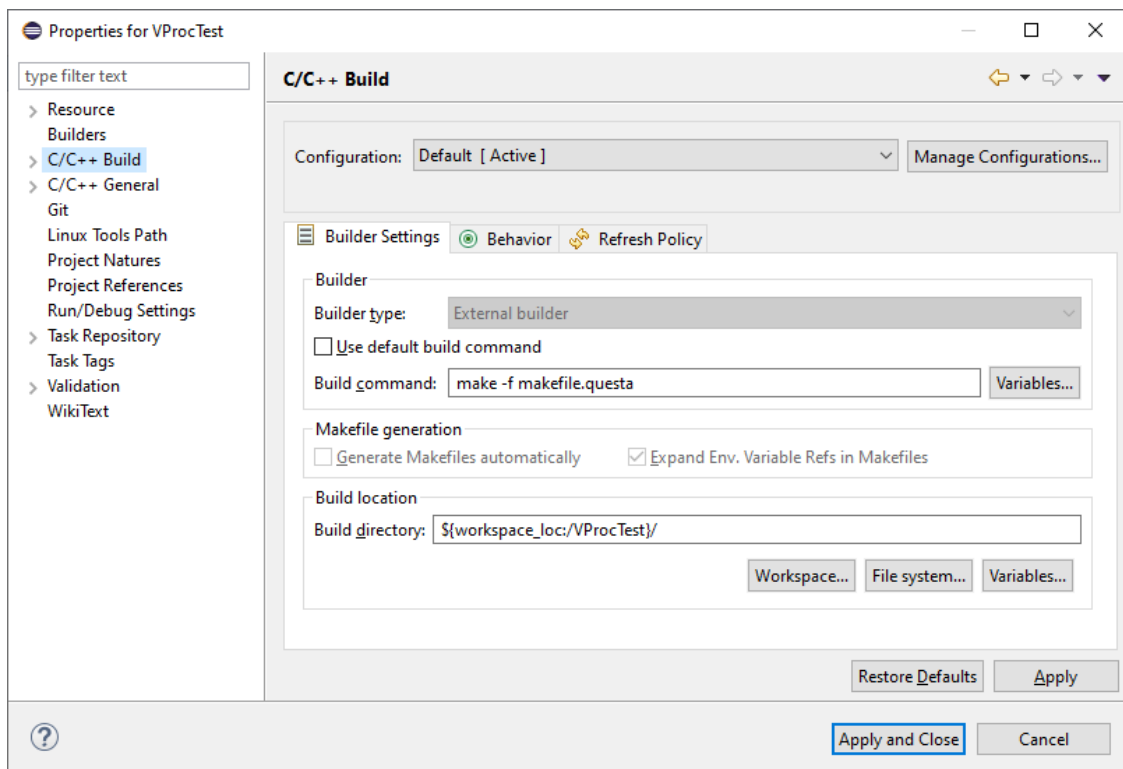 Properties for VProcTest
type filter text
Resource
Builders
C/C++ Build
C/C++ General
Git
Linux Tools Path
Project Natures
Project References
Run/Debug Settings
Task Repository
Task Tags
Validation
WikiText
C/C++ Build
Configuration: Default [ Active ] Manage Configurations...
Builder Settings Behavior Refresh Policy
Builder
Builder type: External builder
Use default build command
Build command: make -f makefile.questa Variables...
Makefile generation
Generate Makefiles automatically Expand Env. Variable Refs in Makefiles
Build location
Build directory: ${workspace_loc:/VProcTest}/
Workspace... File system... Variables...
Restore Defaults Apply
? Apply and Close Cancel